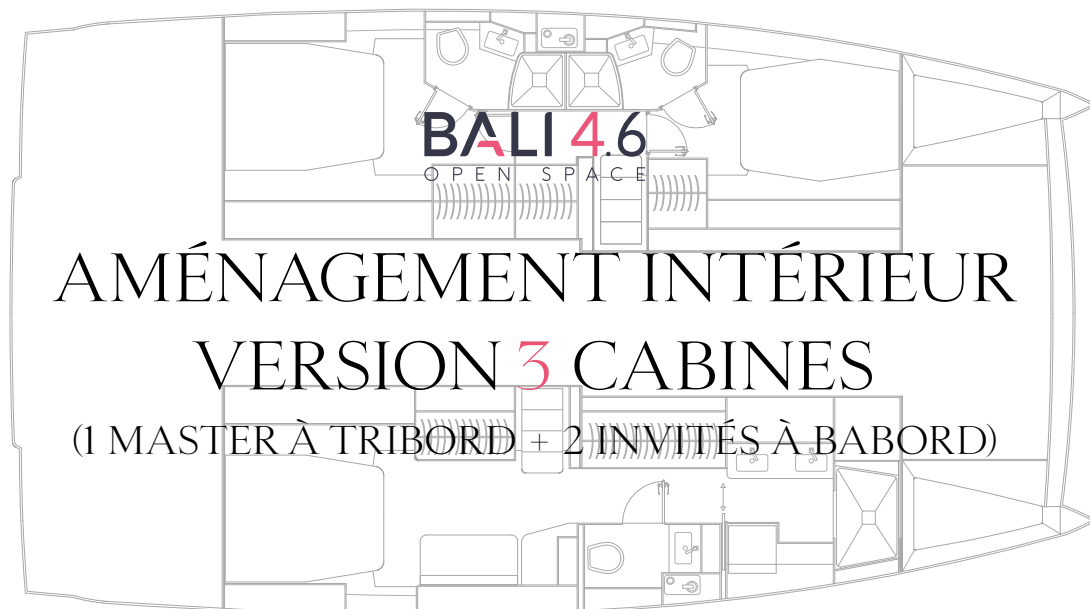 BALI 4.6
OPEN SPACE
AMÉNAGEMENT INTÉRIEUR
VERSION 3 CABINES
(1 MASTER À TRIBORD + 2 INVITÉS À BABORD)